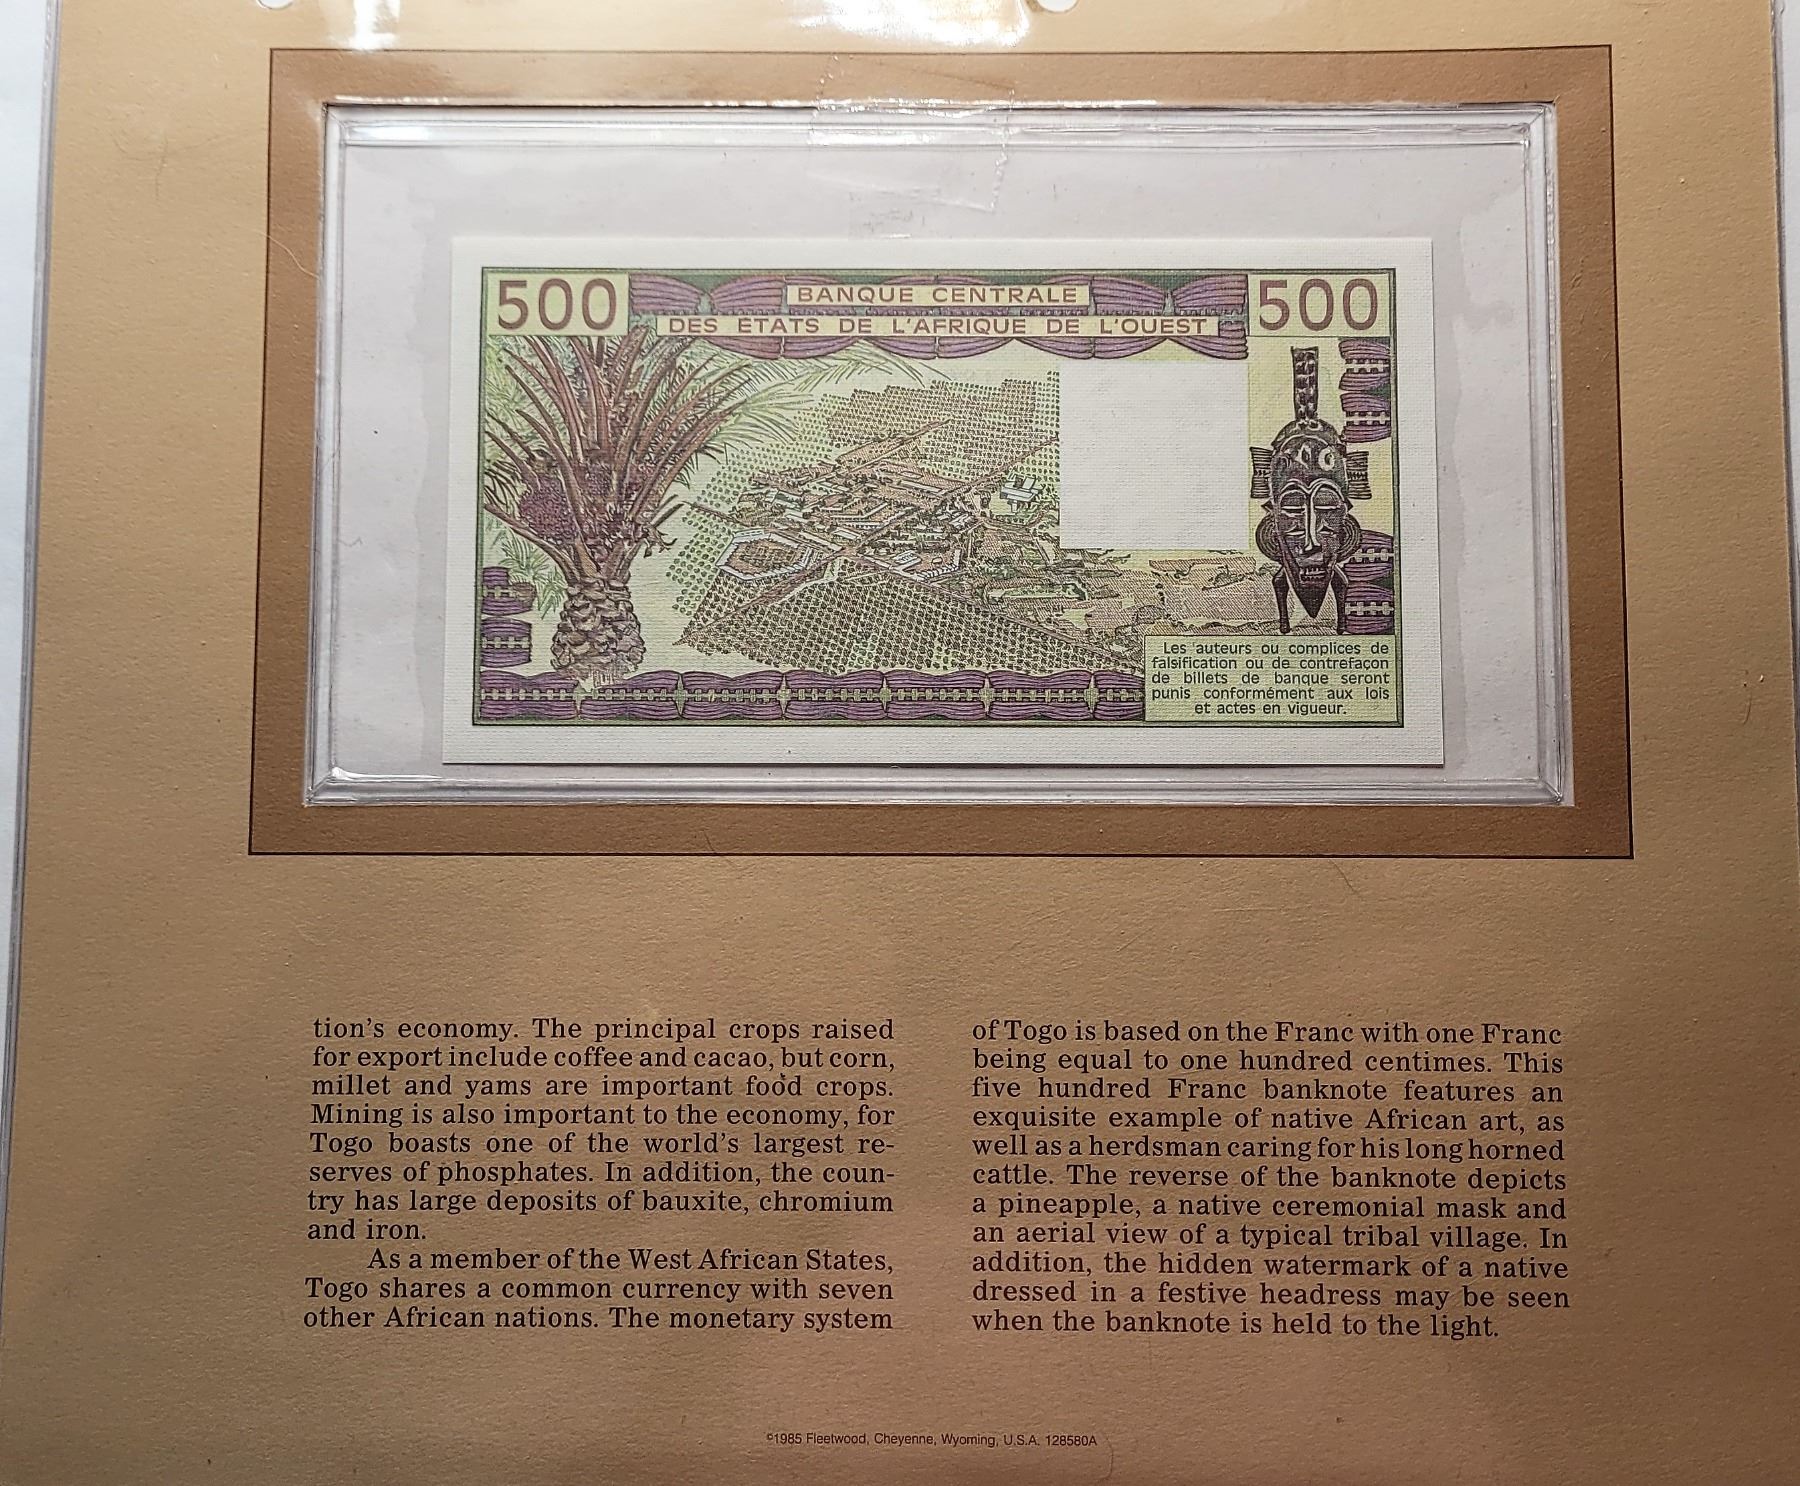 500
BANQUE CENTRALE
500
DES ETATS DE L'AFRIQUE DE L'OUEST
Les auteurs ou complices de
falsification ou de contrefaçon
de billets de banque seront
punis conformément aux lois
et actes en vigueur.
tion's economy. The principal crops raised
for export include coffee and cacao, but corn,
millet and yams are important food crops.
Mining is also important to the economy, for
Togo boasts one of the world's largest re-
serves of phosphates. In addition, the coun-
try has large deposits of bauxite, chromium
and iron.
As a member of the West African States,
Togo shares a common currency with seven
other African nations. The monetary system
of Togo is based on the Franc with one Franc
being equal to one hundred centimes. This
five hundred Franc banknote features an
exquisite example of native African art, as
well as a herdsman caring for his long horned
cattle. The reverse of the banknote depicts
a pineapple, a native ceremonial mask and
an aerial view of a typical tribal village. In
addition, the hidden watermark of a native
dressed in a festive headress may be seen
when the banknote is held to the light.
©1985 Fleetwood, Cheyenne, Wyoming, U.S.A. 128580A